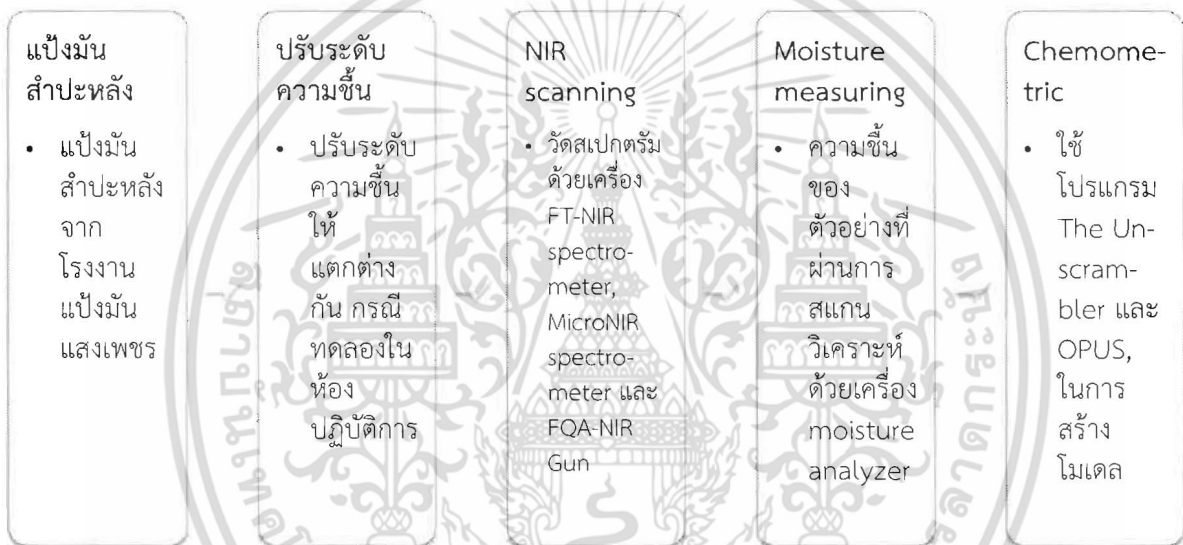 แป้งมัน
สำปะหลัง
• แป้งมัน
สำปะหลัง
จาก
โรงงาน
แป้งมัน
แสงเพชร
ปรับระดับ
ความชื้น
• ปรับระดับ
ความชื้น
ให้
แตกต่าง
กัน กรณี
ทดลองใน
ห้อง
ปฏิบัติการ
NIR
scanning
• วัดสเปกตรัม
ด้วยเครื่อง
FT-NIR
spectro-
meter,
MicroNIR
spectro-
meter และ
FQA-NIR
Gun
Moisture
measuring
• ความชื้น
ของ
ตัวอย่างที่
ผ่านการ
สแกน
วิเคราะห์
ด้วยเครื่อง
moisture
analyzer
Chemome-
tric
• ใช้
โปรแกรม
The Un-
scram-
bler และ
OPUS,
ในการ
สร้าง
โมเดล